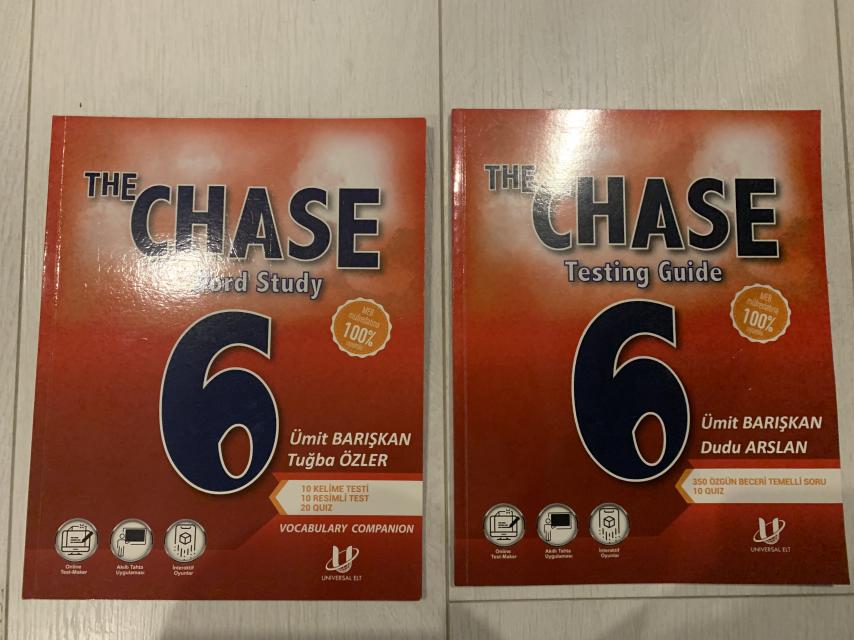 THE CHASE
Word Study
6
MEB
müfredatına
100%
uyumlu
Ümit BARIŞKAN
Tuğba ÖZLER
10 KELİME TESTİ
10 RESİMLİ TEST
20 QUIZ
VOCABULARY COMPANION
Online
Test-Maker
Akıllı Tahta
Uygulaması
İnteraktif
Oyunlar
UNIVERSAL ELT
THE CHASE
Testing Guide
6
MEB
müfredatına
100%
uyumlu
Ümit BARIŞKAN
Dudu ARSLAN
350 ÖZGÜN BECERİ TEMELLİ SORU
10 QUIZ
Online
Test-Maker
Akıllı Tahta
Uygulaması
İnteraktif
Oyunlar
UNIVERSAL ELT